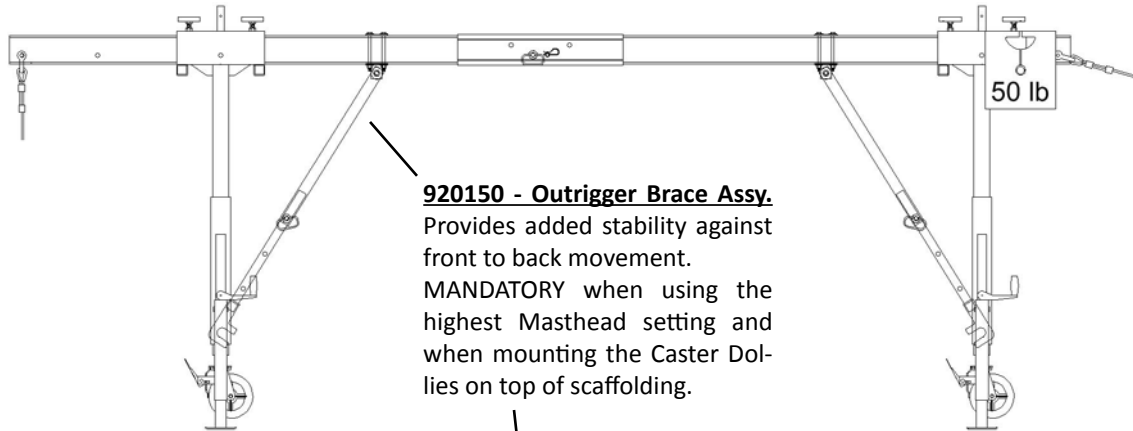 50 lb
920150 - Outrigger Brace Assy.
Provides added stability against
front to back movement.
MANDATORY when using the
highest Masthead setting and
when mounting the Caster Dol-
lies on top of scaffolding.